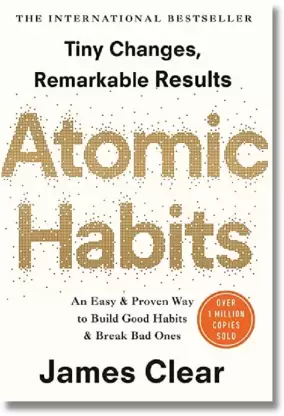 THE INTERNATIONAL BESTSELLER
Tiny Changes,
Remarkable Results
Atomic
Habits
An Easy & Proven Way
to Build Good Habits
& Break Bad Ones
OVER
1 MILLION
COPIES
SOLD
James Clear